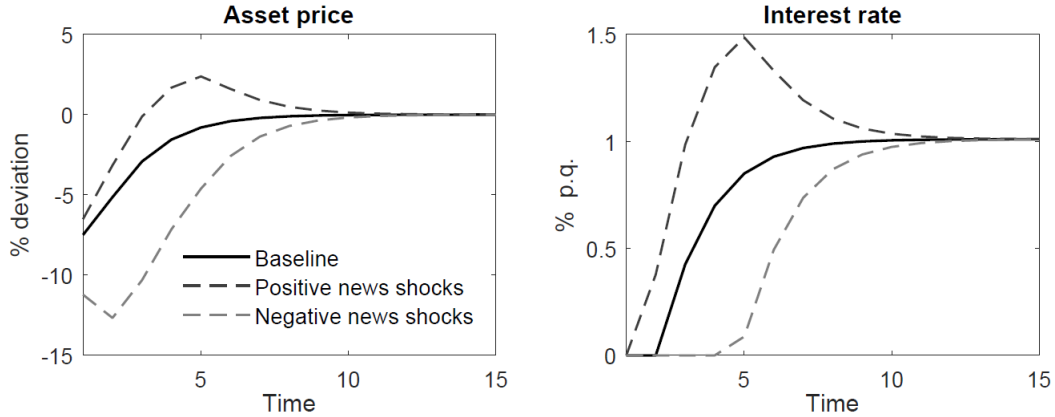 Asset price
5
0
-5
-10
-15
% deviation
Baseline
Positive news shocks
Negative news shocks
5
10
15
Time
Interest rate
1.5
1
0.5
0
% p.q.
5
10
15
Time